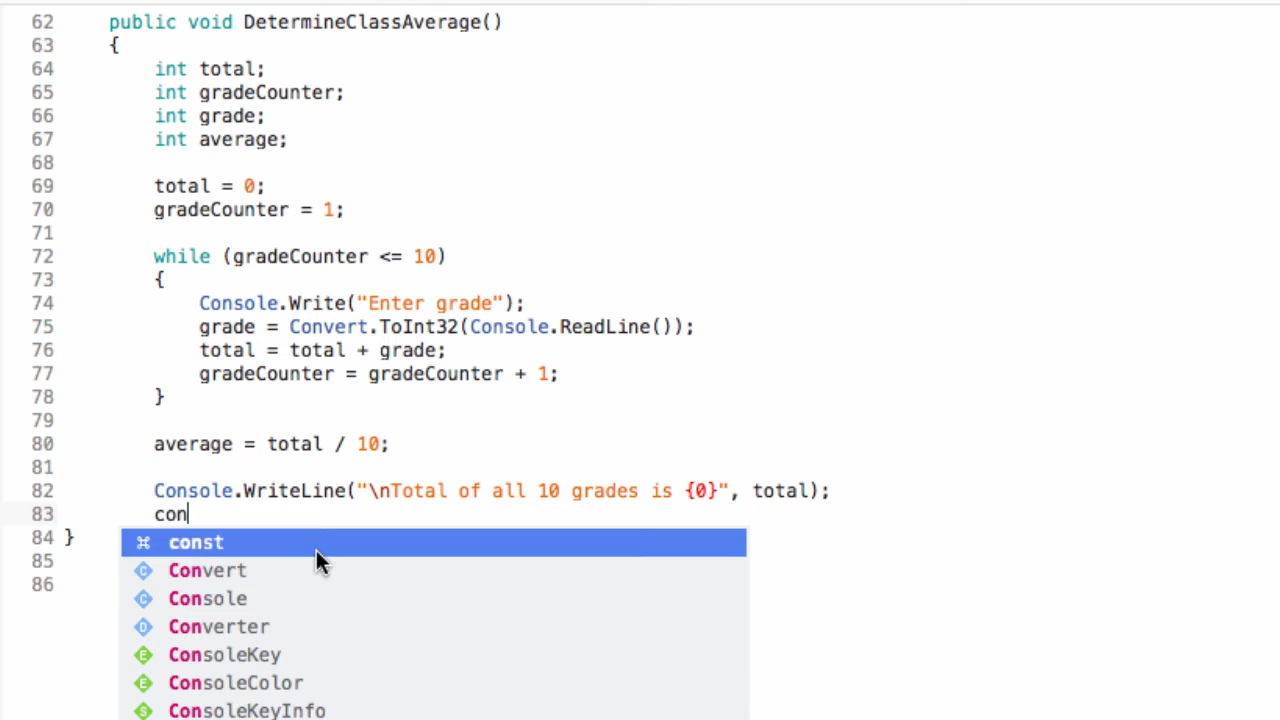 62 public void DetermineClassAverage()
63 {
64 int total;
65 int gradeCounter;
66 int grade;
67 int average;
68
69 total = 0;
70 gradeCounter = 1;
71
72 while (gradeCounter <= 10)
73 {
74 Console.Write("Enter grade");
75 grade = Convert.ToInt32(Console.ReadLine());
76 total = total + grade;
77 gradeCounter = gradeCounter + 1;
78 }
79
80 average = total / 10;
81
82 Console.WriteLine("\nTotal of all 10 grades is {0}", total);
83 con
84 }
85
86
⌘ const
C Convert
C Console
D Converter
E ConsoleKey
E ConsoleColor
S ConsoleKeyInfo